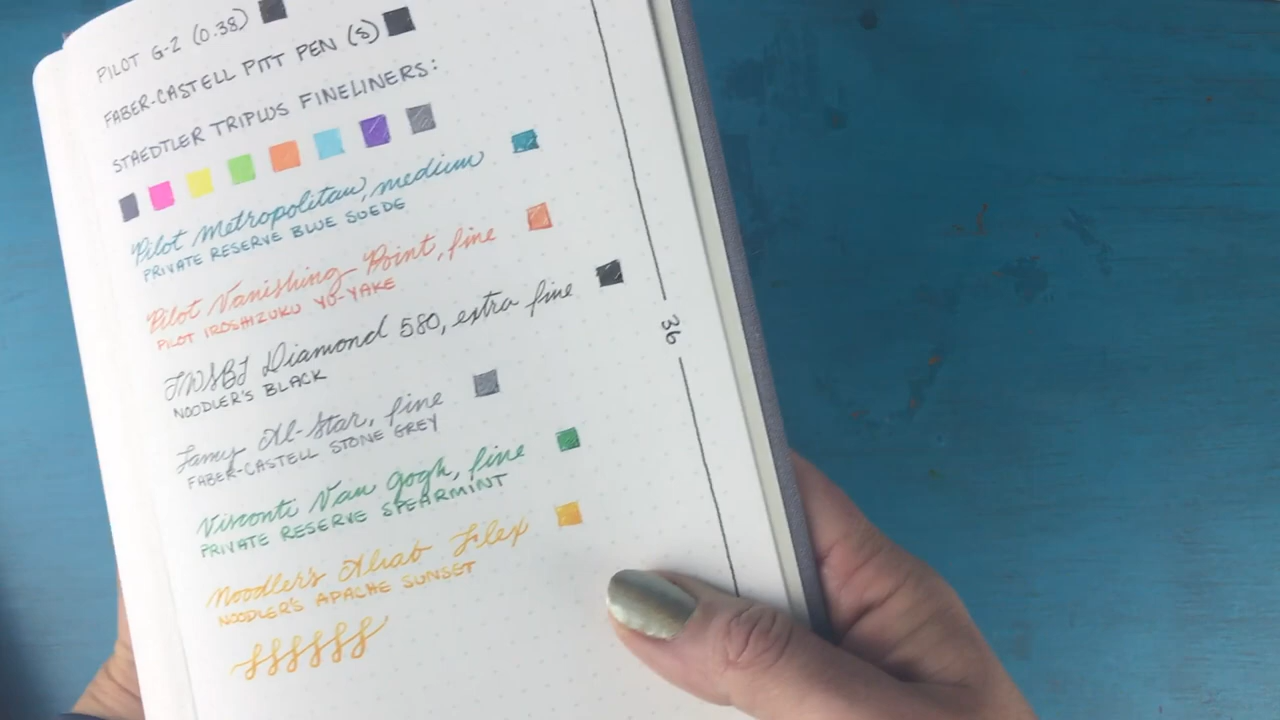 PILOT G-2 (0.38)
FABER-CASTELL PITT PEN (S)
STAEDTLER TRIPLUS FINELINERS:
Pilot Metropolitan, medium
PRIVATE RESERVE BLUE SUEDE
Pilot Vanishing Point, fine
PILOT IROSHIZUKU YU-YAKE
TWSBI Diamond 580, extra fine
NOODLER'S BLACK
Lamy Al-Star, fine
FABER-CASTELL STONE GREY
Visconti Van Gogh, fine
PRIVATE RESERVE SPEARMINT
Noodler's Ahab Flex
NOODLER'S APACHE SUNSET
36